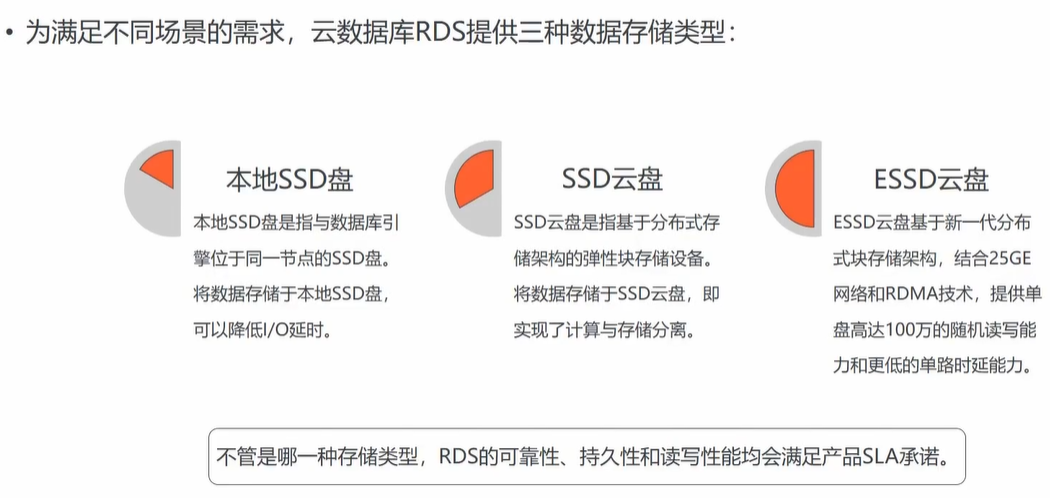 • 为满足不同场景的需求，云数据库RDS提供三种数据存储类型：
本地SSD盘
本地SSD盘是指与数据库引
擎位于同一节点的SSD盘。
将数据存储于本地SSD盘，
可以降低I/O延时。
SSD云盘
SSD云盘是指基于分布式存
储架构的弹性块存储设备。
将数据存储于SSD云盘，即
实现了计算与存储分离。
ESSD云盘
ESSD云盘基于新一代分布
式块存储架构，结合25GE
网络和RDMA技术，提供单
盘高达100万的随机读写能
力和更低的单路时延能力。
不管是哪一种存储类型，RDS的可靠性、持久性和读写性能均会满足产品SLA承诺。